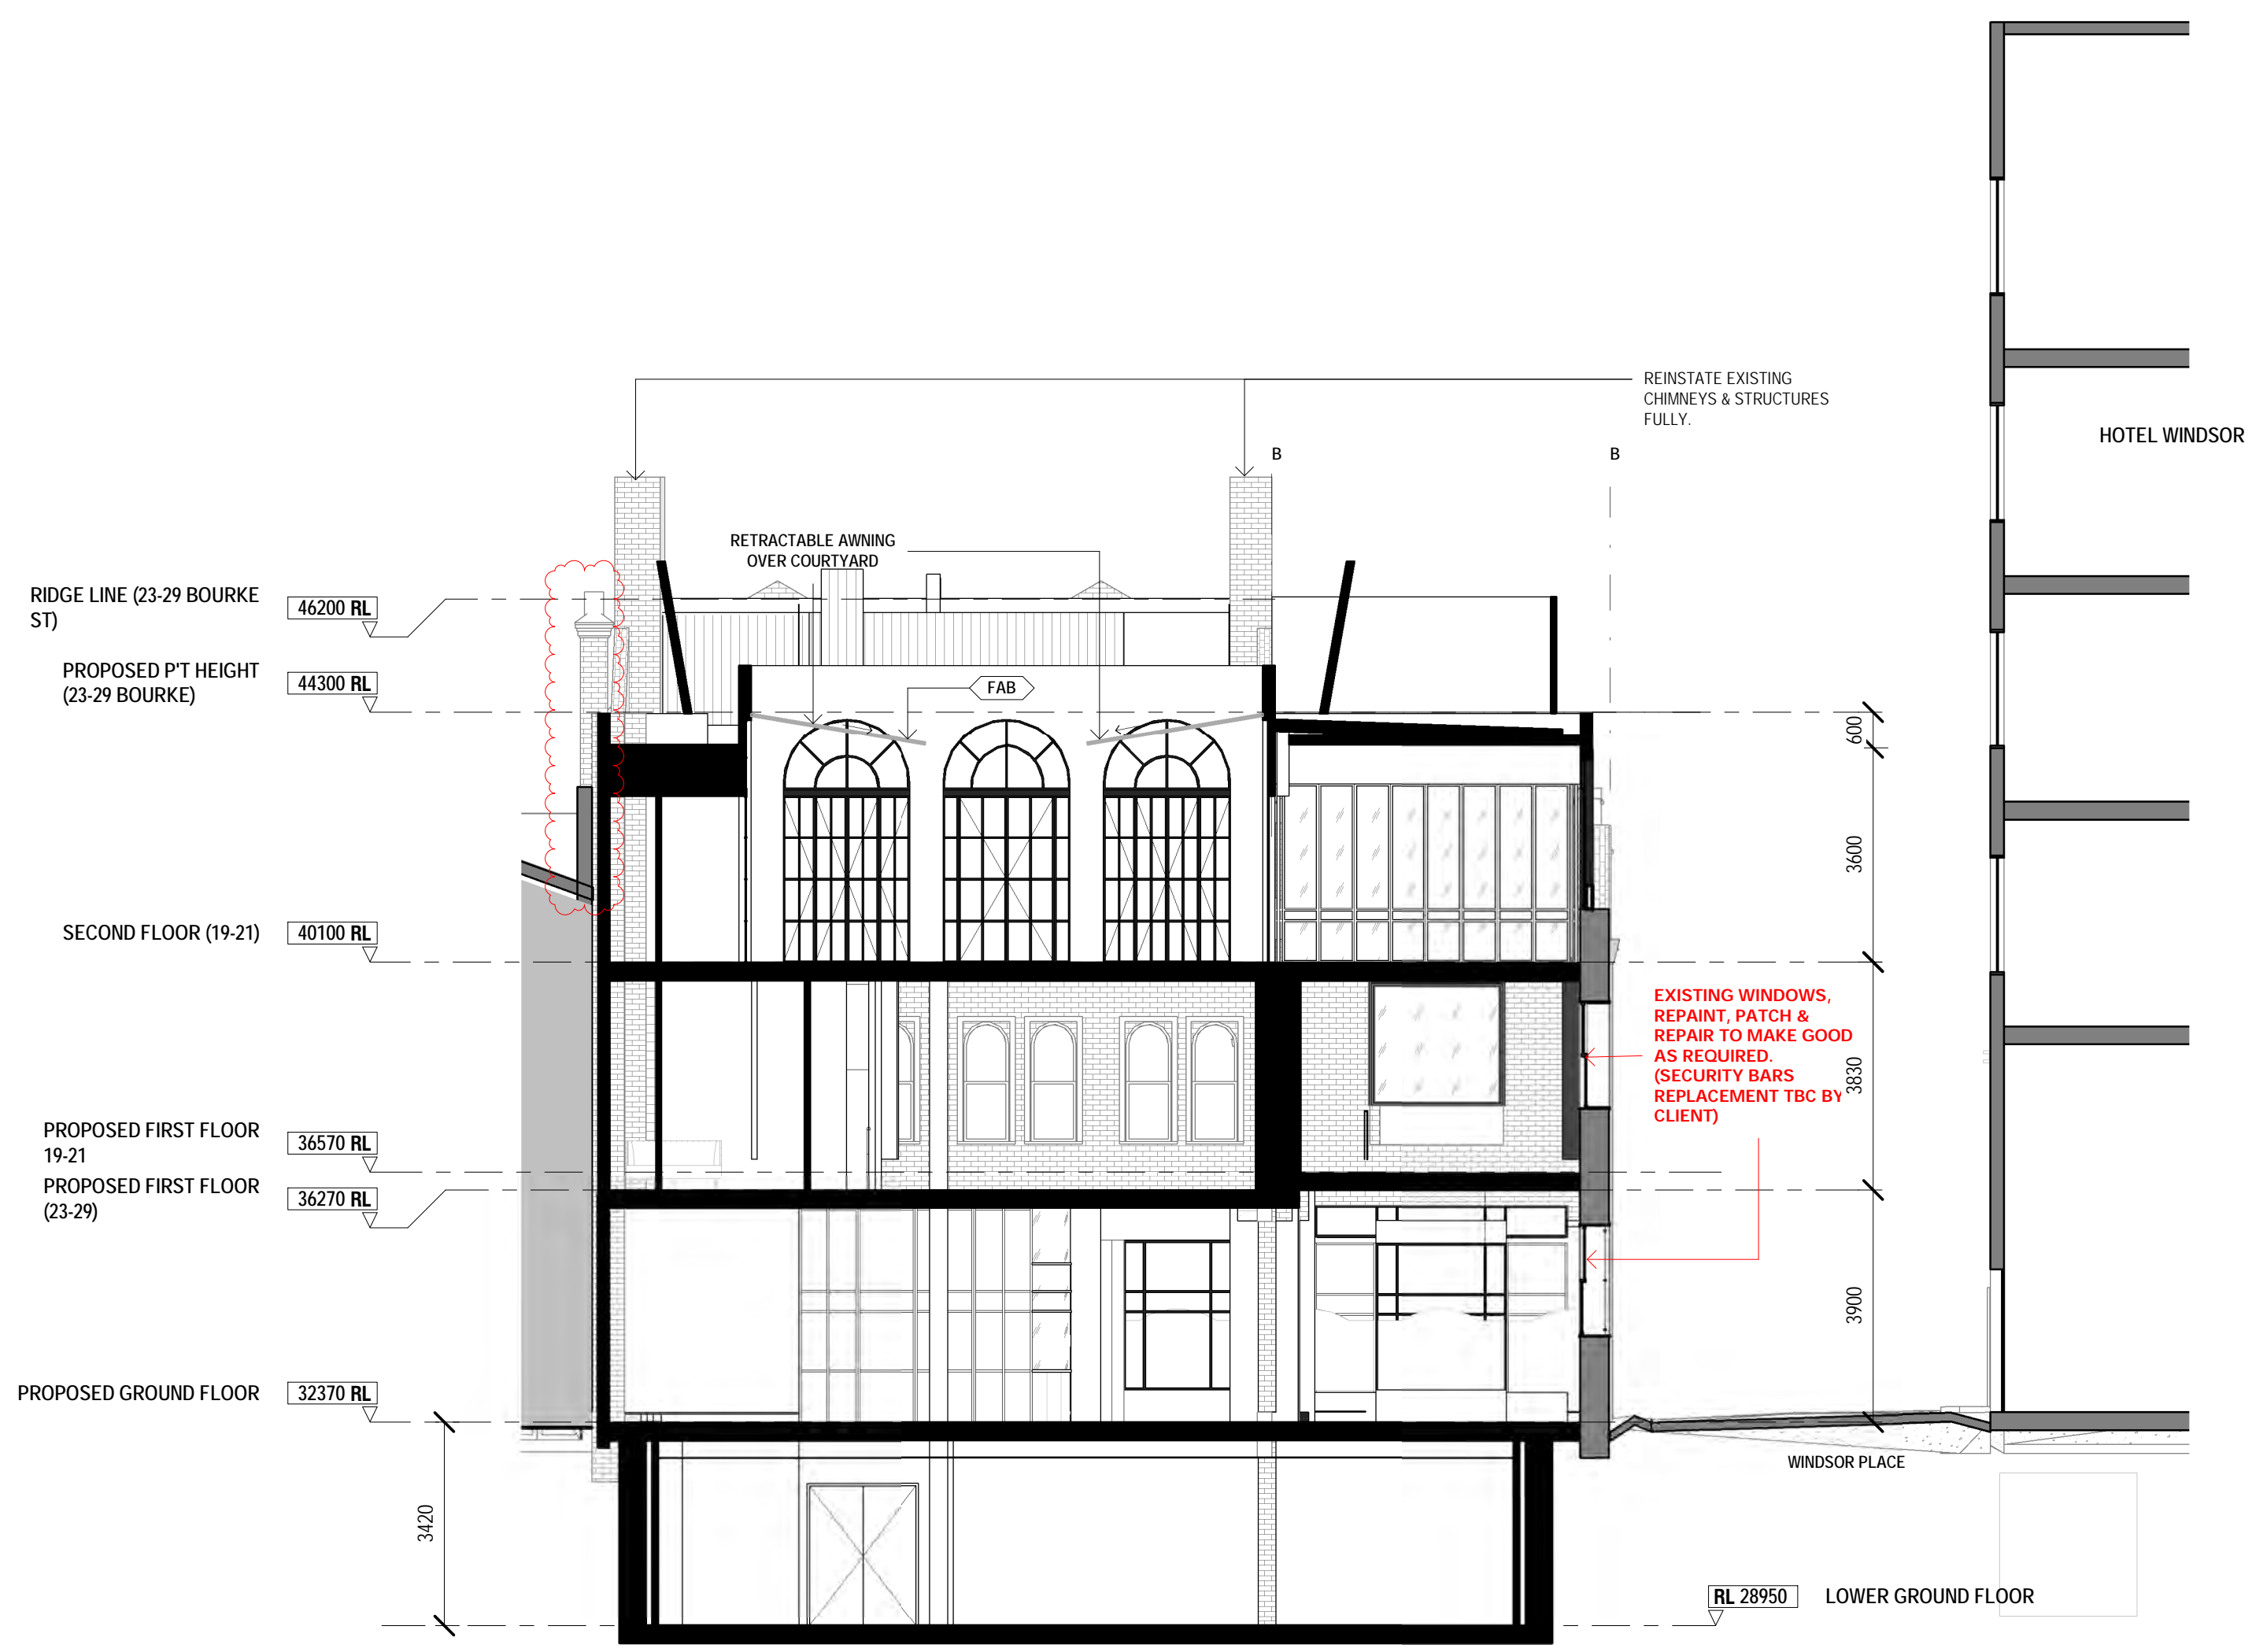 REINSTATE EXISTING
CHIMNEYS & STRUCTURES
FULLY.
HOTEL WINDSOR
B
B
RETRACTABLE AWNING
OVER COURTYARD
RIDGE LINE (23-29 BOURKE
ST)
46200 RL
PROPOSED P'T HEIGHT
(23-29 BOURKE)
44300 RL
FAB
600
3600
SECOND FLOOR (19-21)
40100 RL
EXISTING WINDOWS,
REPAINT, PATCH &
REPAIR TO MAKE GOOD
AS REQUIRED.
(SECURITY BARS
REPLACEMENT TBC BY
CLIENT)
3830
PROPOSED FIRST FLOOR
19-21
36570 RL
PROPOSED FIRST FLOOR
(23-29)
36270 RL
3900
PROPOSED GROUND FLOOR
32370 RL
WINDSOR PLACE
3420
RL 28950
LOWER GROUND FLOOR